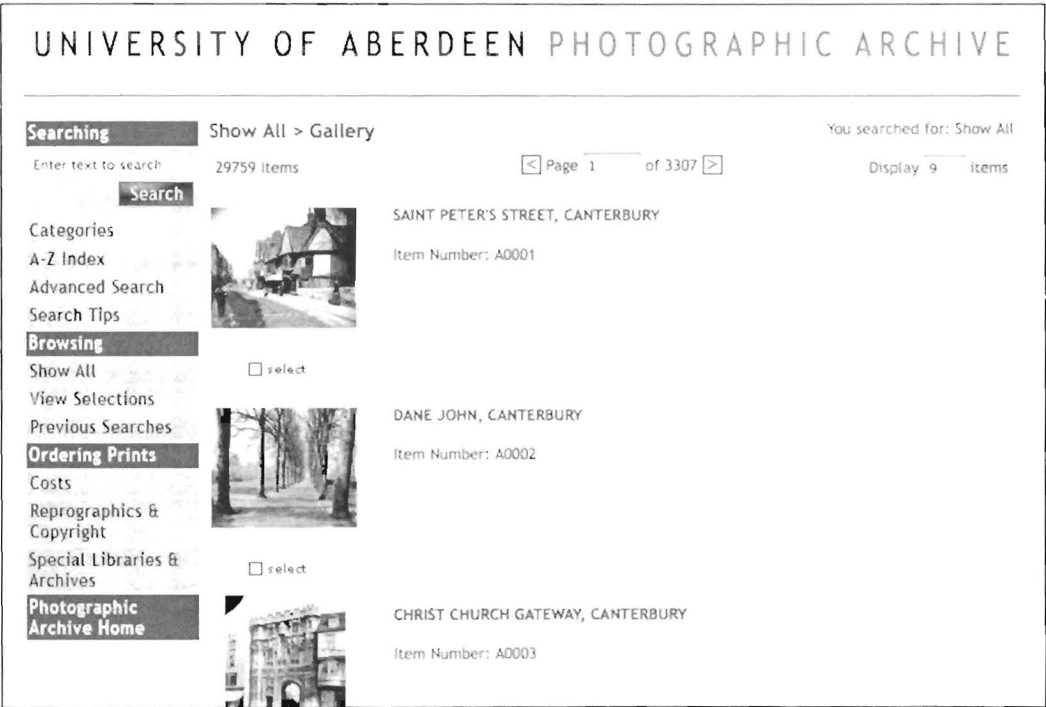 UNIVERSITY OF ABERDEEN PHOTOGRAPHIC ARCHIVE
Searching
Enter text to search
Search
Categories
A-Z Index
Advanced Search
Search Tips
Browsing
Show All
View Selections
Previous Searches
Ordering Prints
Costs
Reprographics &
Copyright
Special Libraries &
Archives
Photographic
Archive Home
Show All > Gallery
You searched for: Show All
29759 Items
< Page 1 of 3307 >
Display 9 items
SAINT PETER'S STREET, CANTERBURY
Item Number: A0001
select
DANE JOHN, CANTERBURY
Item Number: A0002
select
CHRIST CHURCH GATEWAY, CANTERBURY
Item Number: A0003